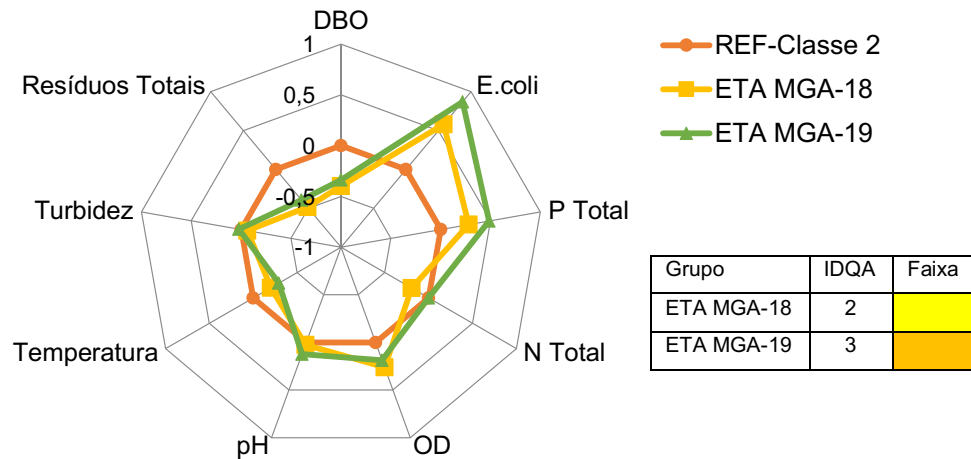 DBO
1
0,5
0
-0,5
-1
E.coli
P Total
N Total
OD
pH
Temperatura
Turbidez
Resíduos Totais
REF-Classe 2
ETA MGA-18
ETA MGA-19
Grupo IDQA Faixa
ETA MGA-18 2
ETA MGA-19 3